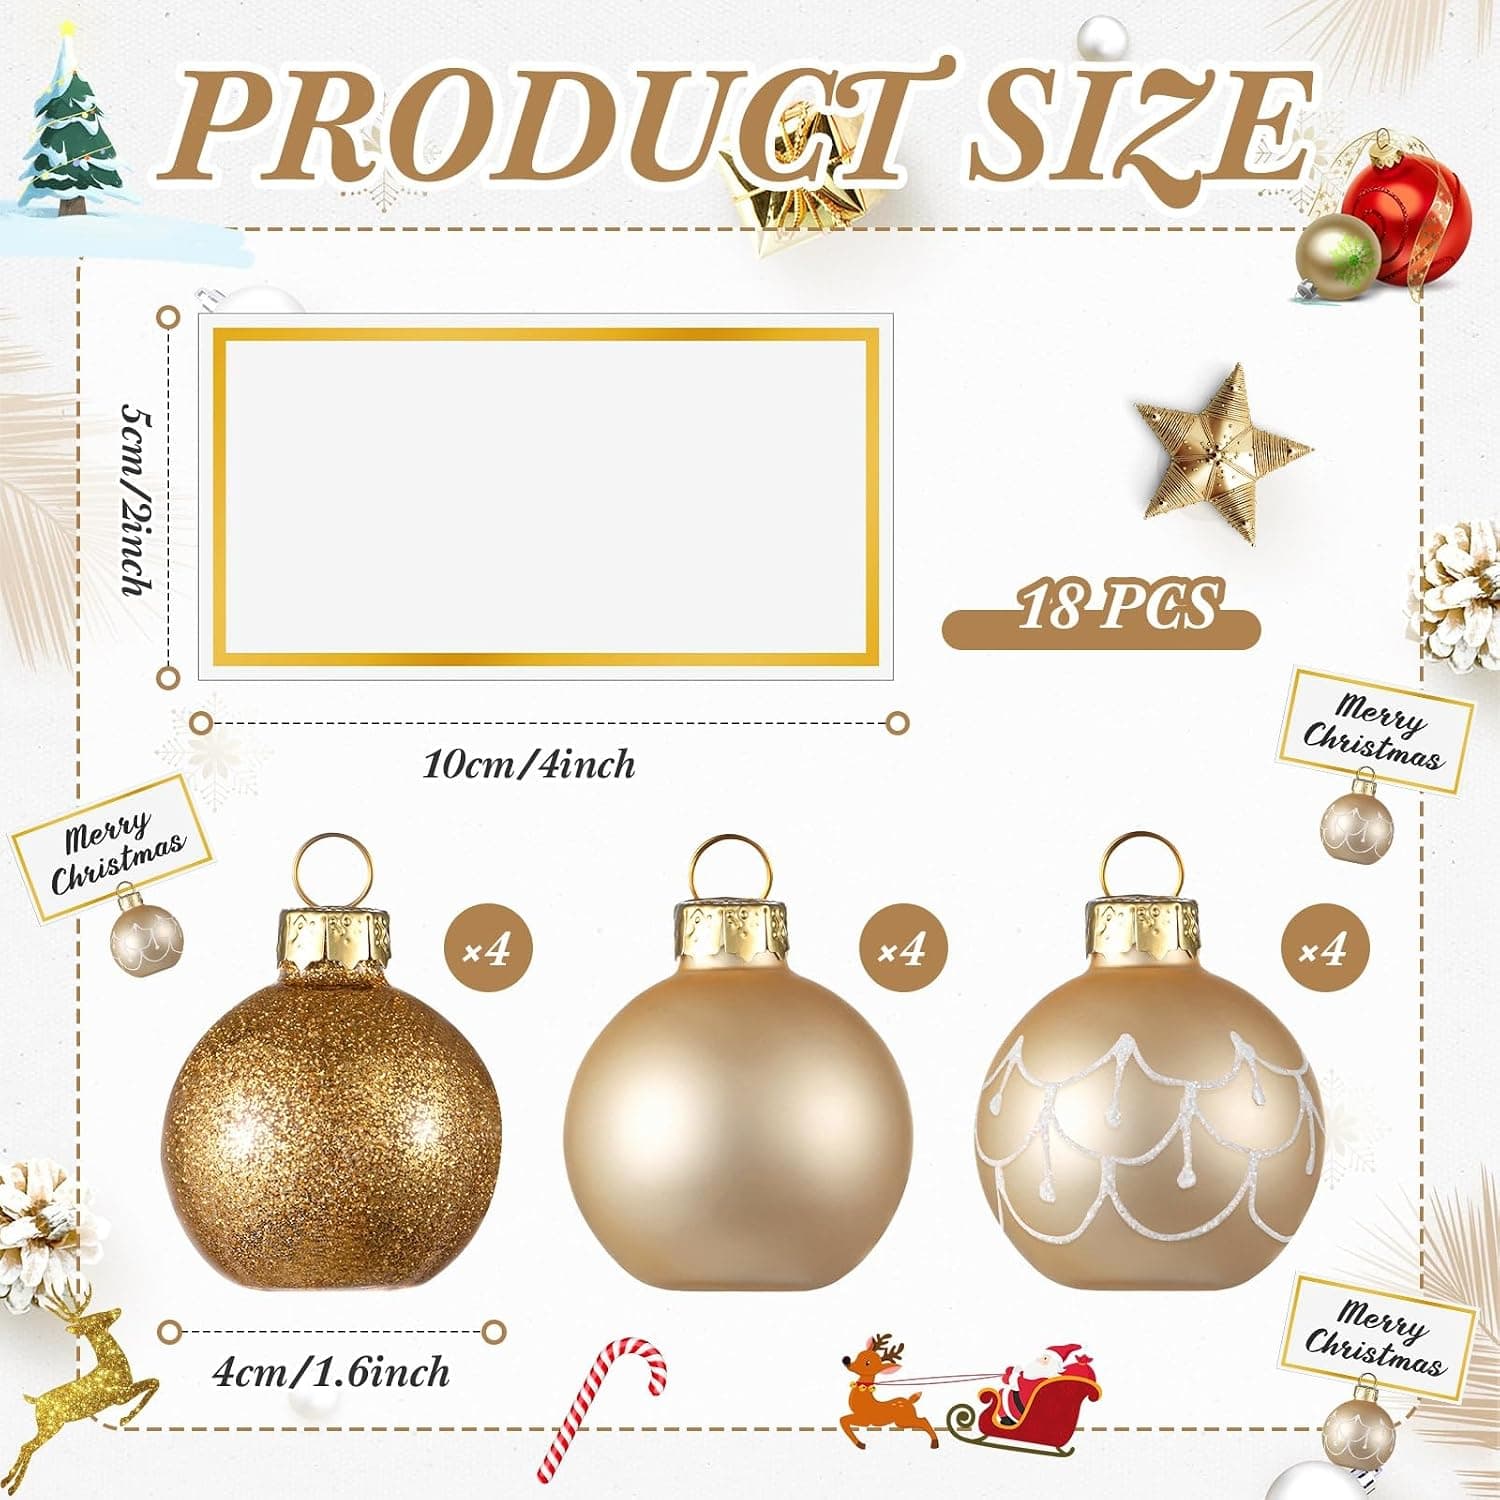 PRODUCT SIZE
5cm/2inch
18 PCS
10cm/4inch
Merry
Christmas
Merry
Christmas
×4
×4
×4
4cm/1.6inch
Merry
Christmas